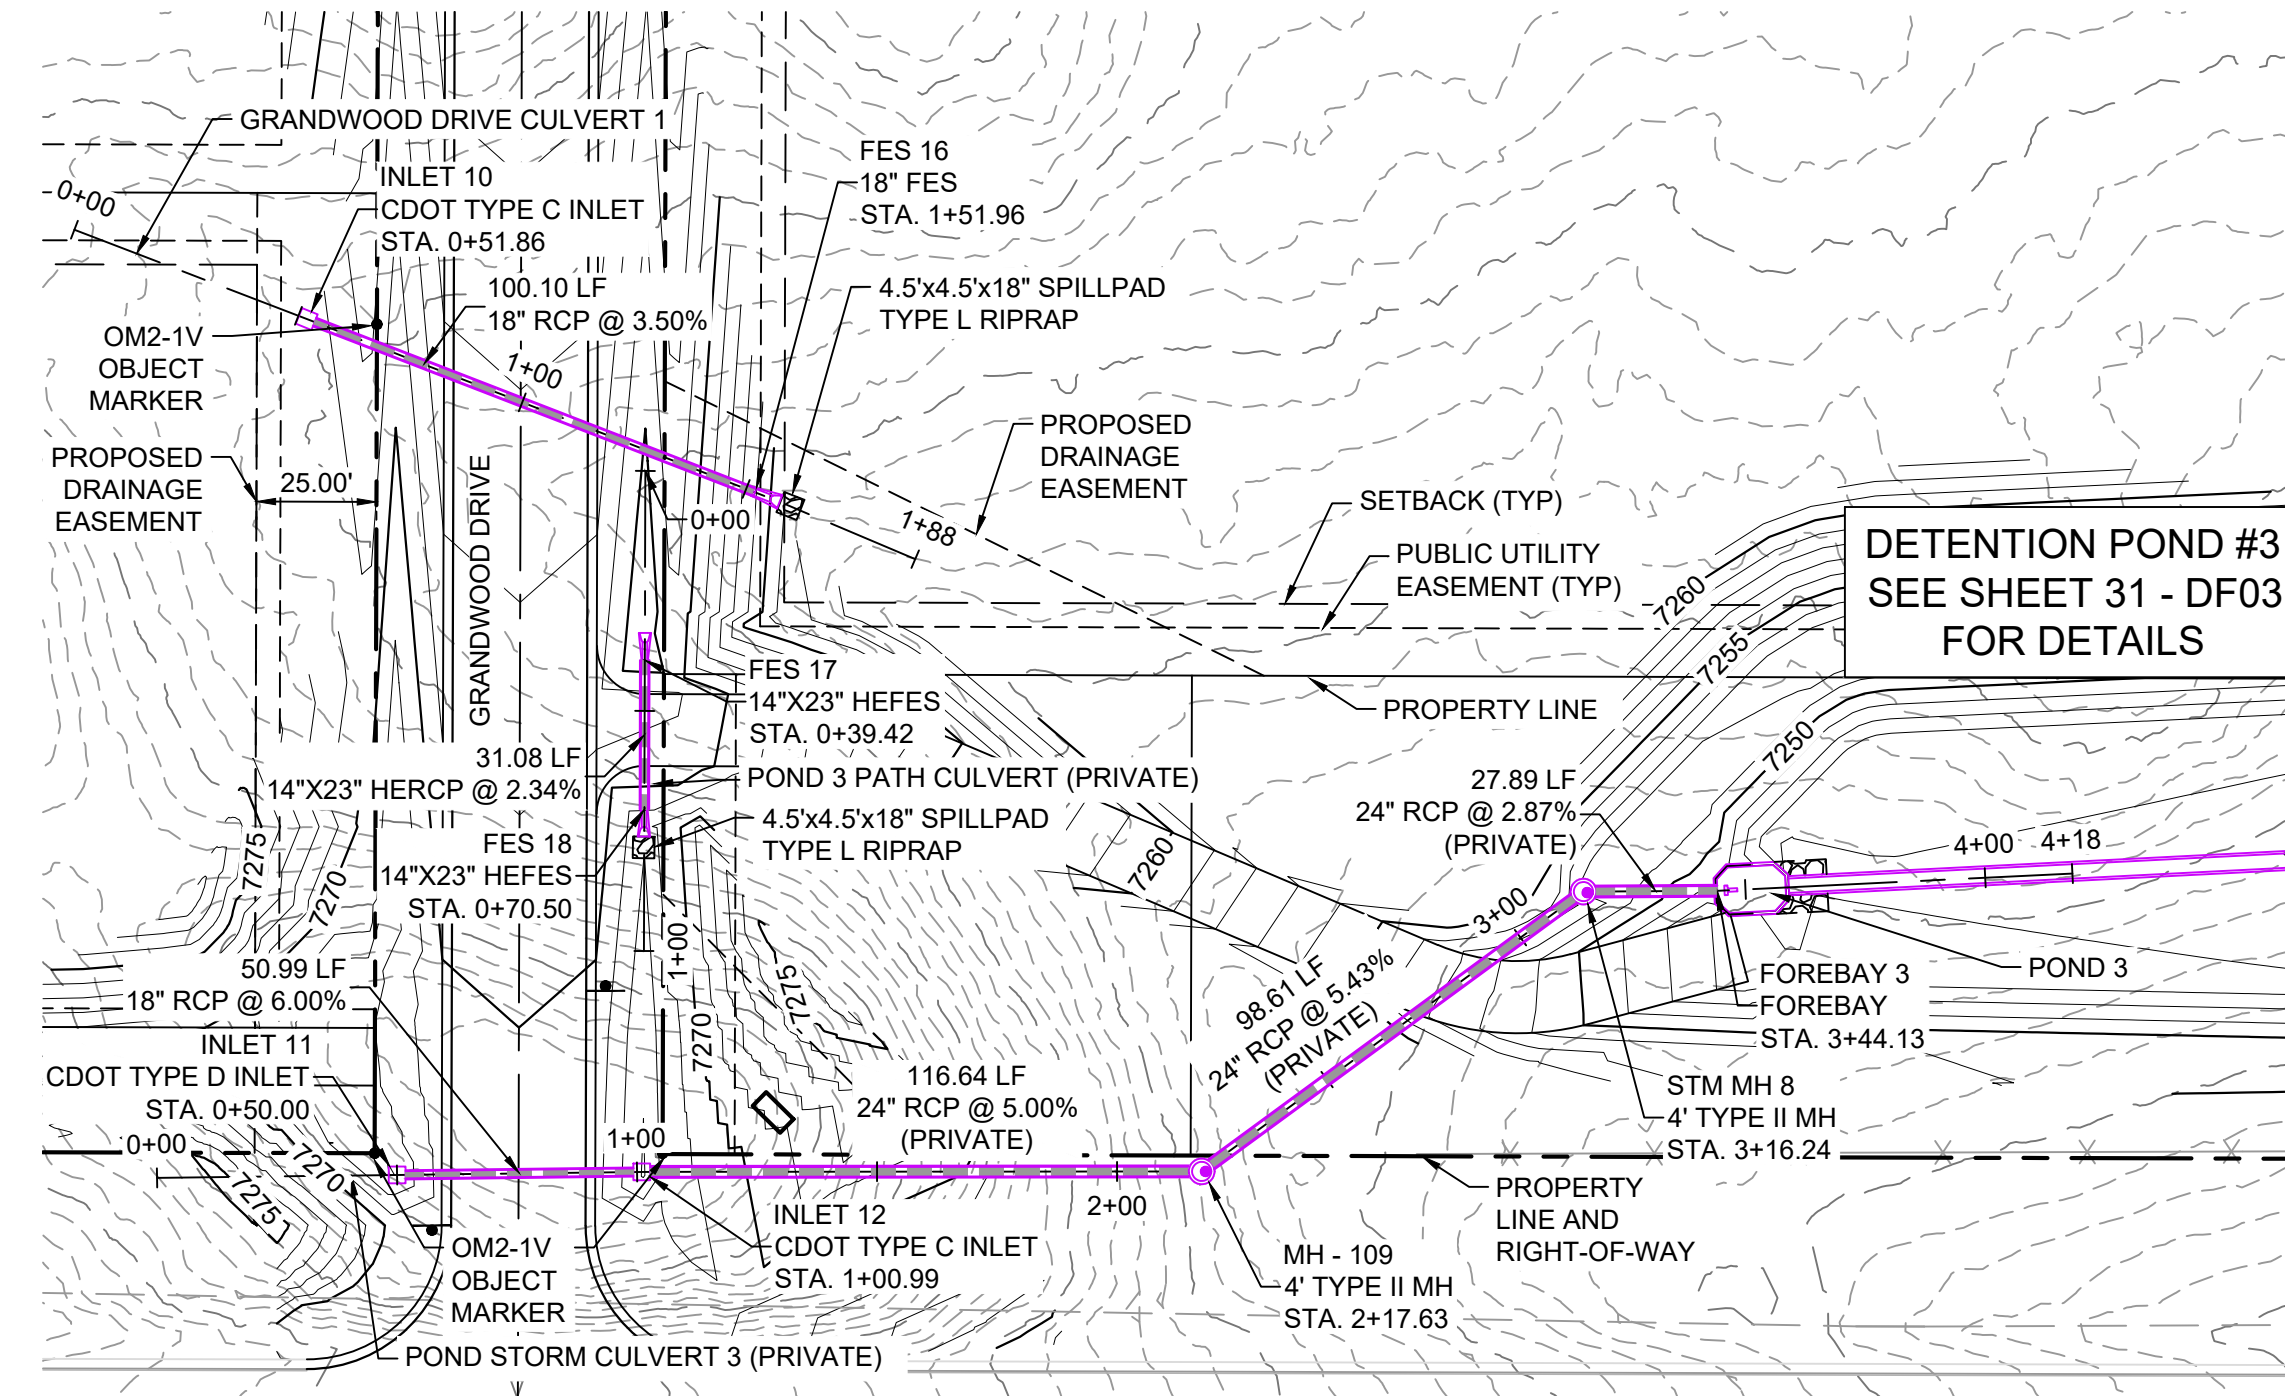 GRANDWOOD DRIVE CULVERT 1
0+00
INLET 10
CDOT TYPE C INLET
STA. 0+51.86
FES 16
18" FES
STA. 1+51.96
100.10 LF
18" RCP @ 3.50%
4.5'x4.5'x18" SPILLPAD
TYPE L RIPRAP
OM2-1V
OBJECT
MARKER
1+00
PROPOSED
DRAINAGE
EASEMENT
25.00'
GRANDWOOD DRIVE
0+00
1+88
PROPOSED
DRAINAGE
EASEMENT
SETBACK (TYP)
PUBLIC UTILITY
EASEMENT (TYP)
7260
7255
7250
DETENTION POND #3
SEE SHEET 31 - DF03
FOR DETAILS
FES 17
14"X23" HEFES
STA. 0+39.42
PROPERTY LINE
31.08 LF
14"X23" HERCP @ 2.34%
POND 3 PATH CULVERT (PRIVATE)
4.5'x4.5'x18" SPILLPAD
TYPE L RIPRAP
FES 18
14"X23" HEFES
STA. 0+70.50
27.89 LF
24" RCP @ 2.87%
(PRIVATE)
4+00
4+18
7275
7270
7260
3+00
1+00
7275
7270
50.99 LF
18" RCP @ 6.00%
98.61 LF
24" RCP @ 5.43%
(PRIVATE)
POND 3
FOREBAY 3
FOREBAY
STA. 3+44.13
INLET 11
CDOT TYPE D INLET
STA. 0+50.00
0+00
7270
7275
1+00
116.64 LF
24" RCP @ 5.00%
(PRIVATE)
STM MH 8
4' TYPE II MH
STA. 3+16.24
2+00
INLET 12
CDOT TYPE C INLET
STA. 1+00.99
PROPERTY
LINE AND
RIGHT-OF-WAY
OM2-1V
OBJECT
MARKER
MH - 109
4' TYPE II MH
STA. 2+17.63
POND STORM CULVERT 3 (PRIVATE)